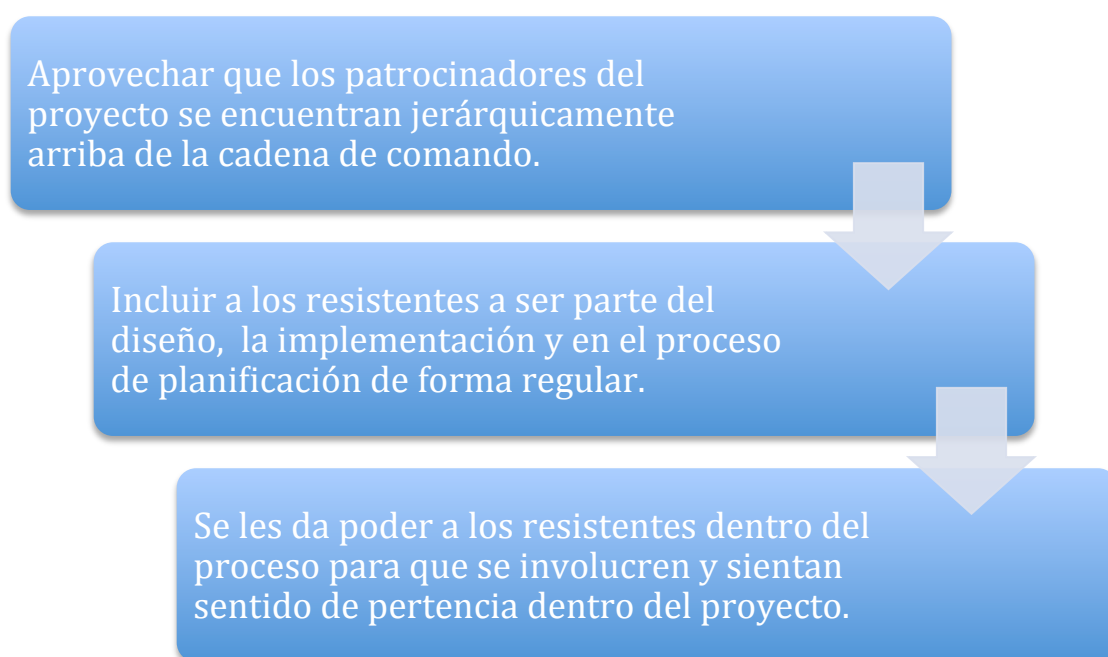 Aprovechar que los patrocinadores del
proyecto se encuentran jerárquicamente
arriba de la cadena de comando.
Incluir a los resistentes a ser parte del
diseño,  la implementación y en el proceso
de planificación de forma regular.
Se les da poder a los resistentes dentro del
proceso para que se involucren y sientan
sentido de pertencia dentro del proyecto.